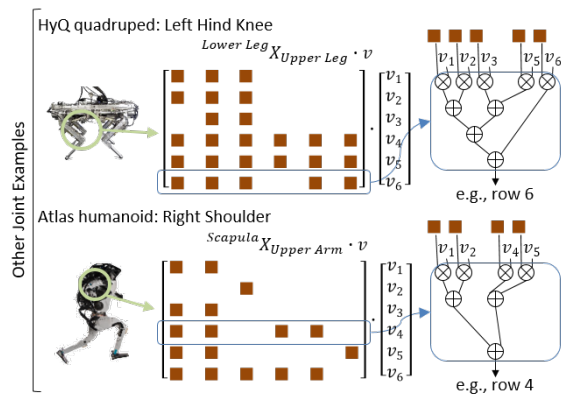 Other Joint Examples
HyQ quadruped: Left Hind Knee
Lower Leg X Upper Leg · v
v1
v2
v3
v4
v5
v6
v1 v2 v3 v5 v6
e.g., row 6
Atlas humanoid: Right Shoulder
Scapula X Upper Arm · v
v1
v2
v3
v4
v5
v6
v1 v2 v4 v5
e.g., row 4